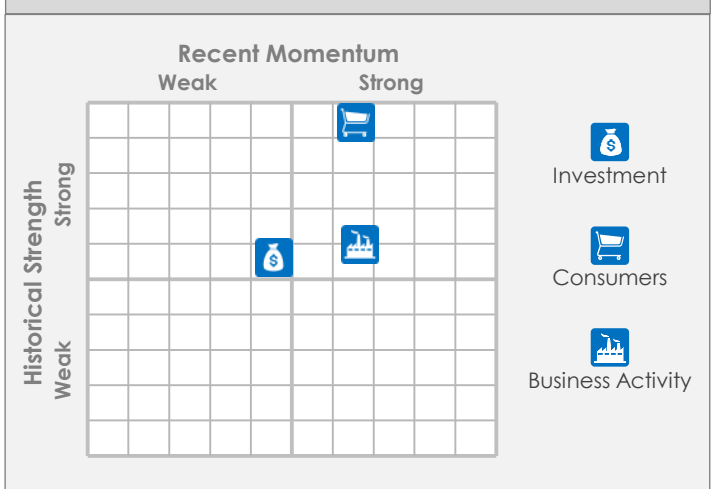 Recent Momentum
Weak Strong
Historical Strength
Strong
Weak
$
$
Investment
Consumers
Business Activity